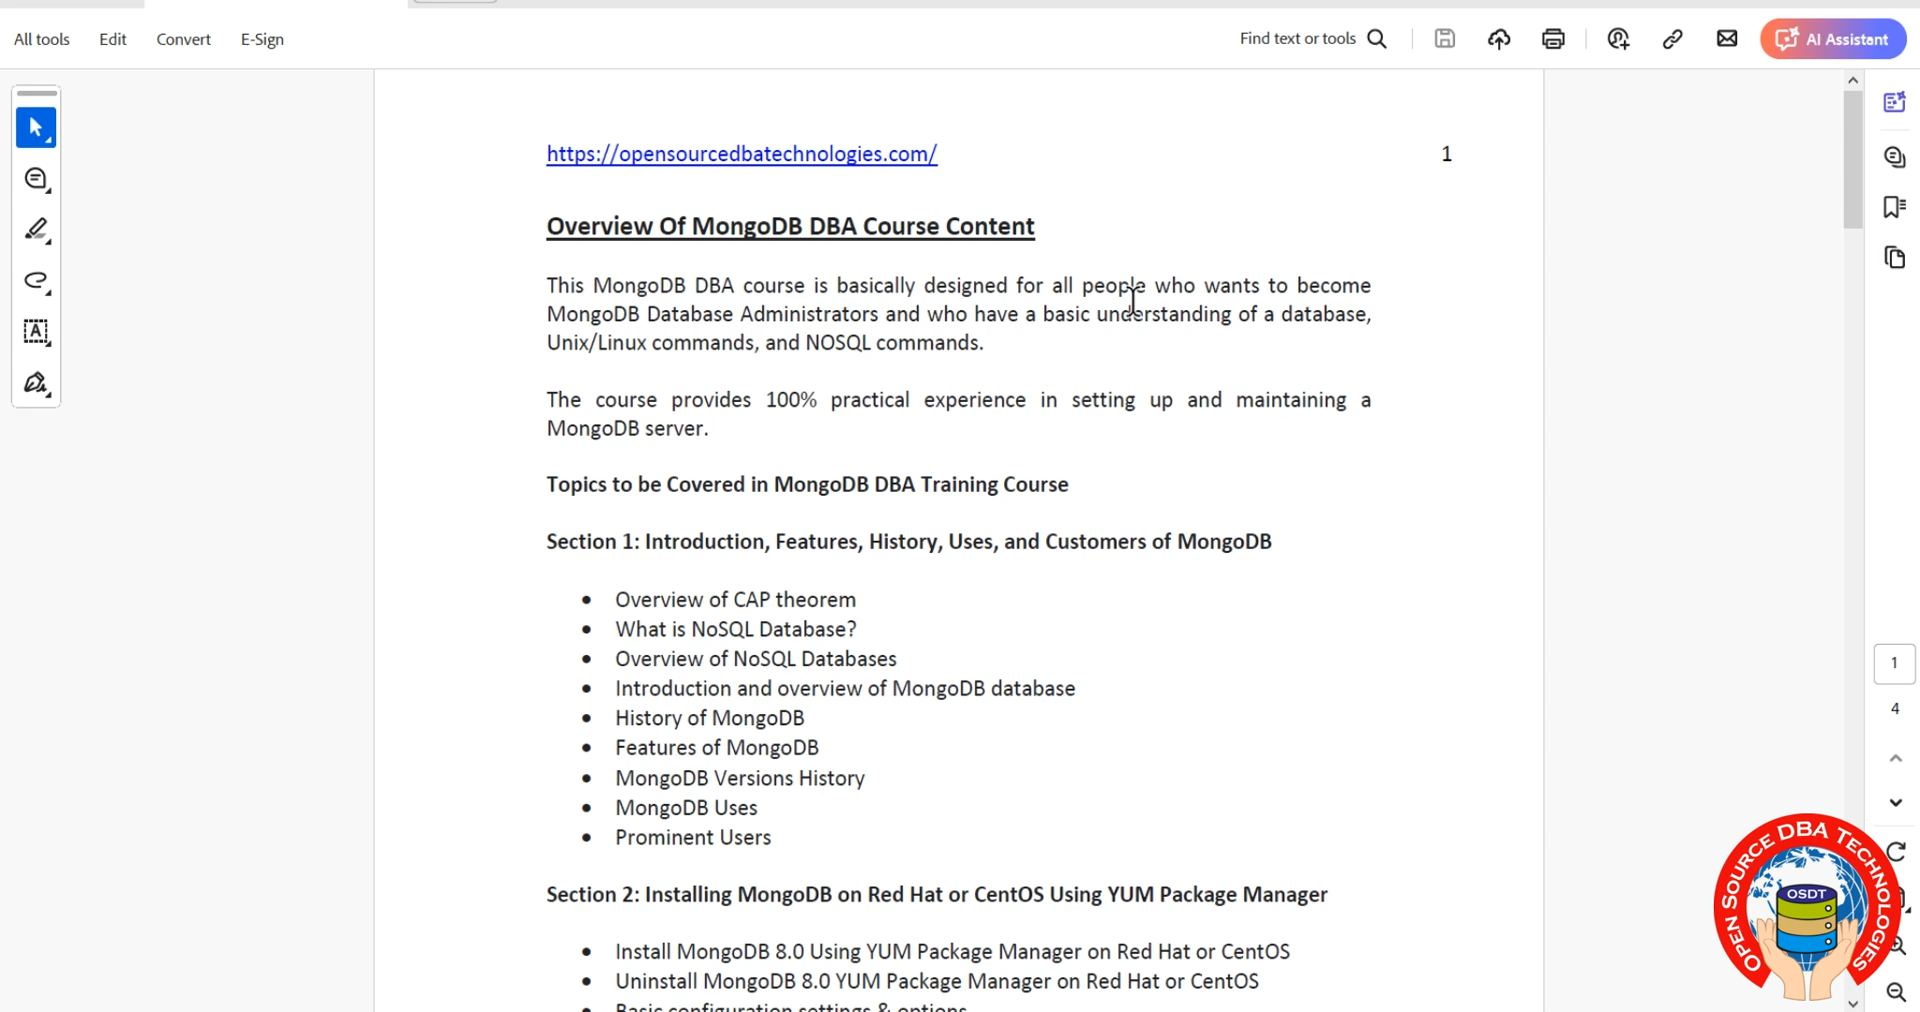 All tools Edit Convert E-Sign Find text or tools AI Assistant
https://opensourcedbatechnologies.com/ 1
Overview Of MongoDB DBA Course Content
This MongoDB DBA course is basically designed for all people who wants to become
MongoDB Database Administrators and who have a basic understanding of a database,
Unix/Linux commands, and NOSQL commands.
The course provides 100% practical experience in setting up and maintaining a
MongoDB server.
Topics to be Covered in MongoDB DBA Training Course
Section 1: Introduction, Features, History, Uses, and Customers of MongoDB
• Overview of CAP theorem
• What is NoSQL Database?
• Overview of NoSQL Databases
• Introduction and overview of MongoDB database
• History of MongoDB
• Features of MongoDB
• MongoDB Versions History
• MongoDB Uses
• Prominent Users
Section 2: Installing MongoDB on Red Hat or CentOS Using YUM Package Manager
• Install MongoDB 8.0 Using YUM Package Manager on Red Hat or CentOS
• Uninstall MongoDB 8.0 YUM Package Manager on Red Hat or CentOS
• Basic configuration settings & options
1
4
OPEN SOURCE DBA TECHNOLOGIES
OSDT